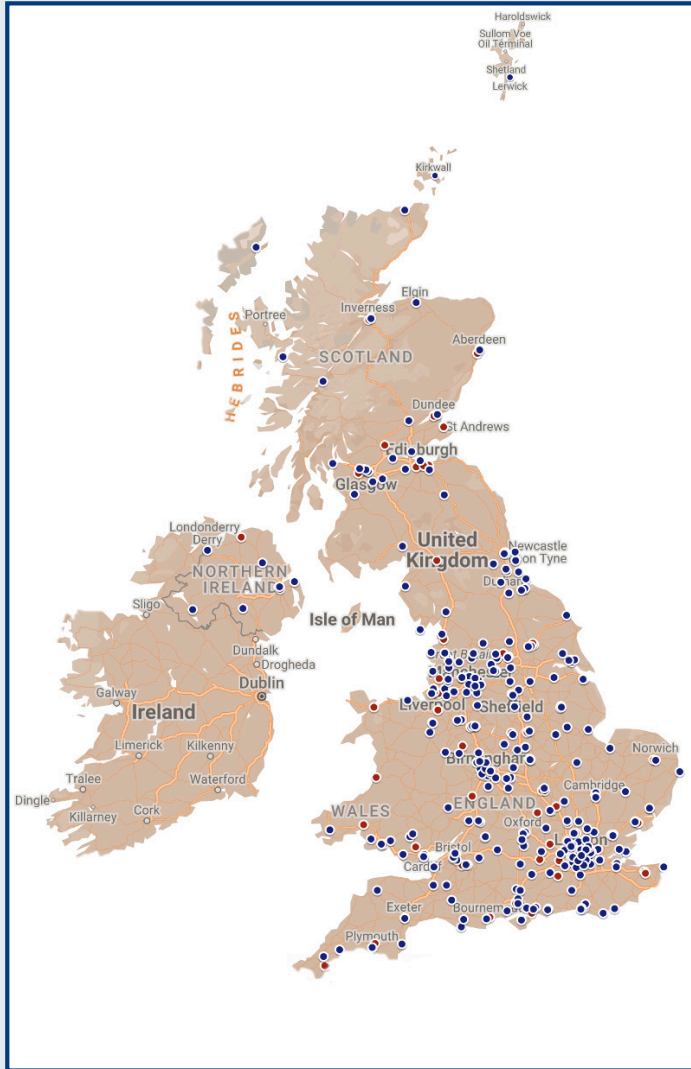 Haroldswick
Sullom Voe
Oil Terminal
Shetland
Lerwick
Kirkwall
Elgin
Inverness
Portree
Aberdeen
SCOTLAND
HEBRIDES
Dundee
St Andrews
Edinburgh
Glasgow
Londonderry
Derry
United
Kingdom
Newcastle
on Tyne
NORTHERN
IRELAND
Sligo
Isle of Man
Dundalk
Drogheda
Dublin
Galway
Ireland
Liverpool
Sheffield
Limerick
Kilkenny
Birmingham
Norwich
Tralee
Waterford
Dingle
Killarney
Cork
Cambridge
WALES
ENGLAND
Oxford
London
Bristol
Cardiff
Exeter
Plymouth